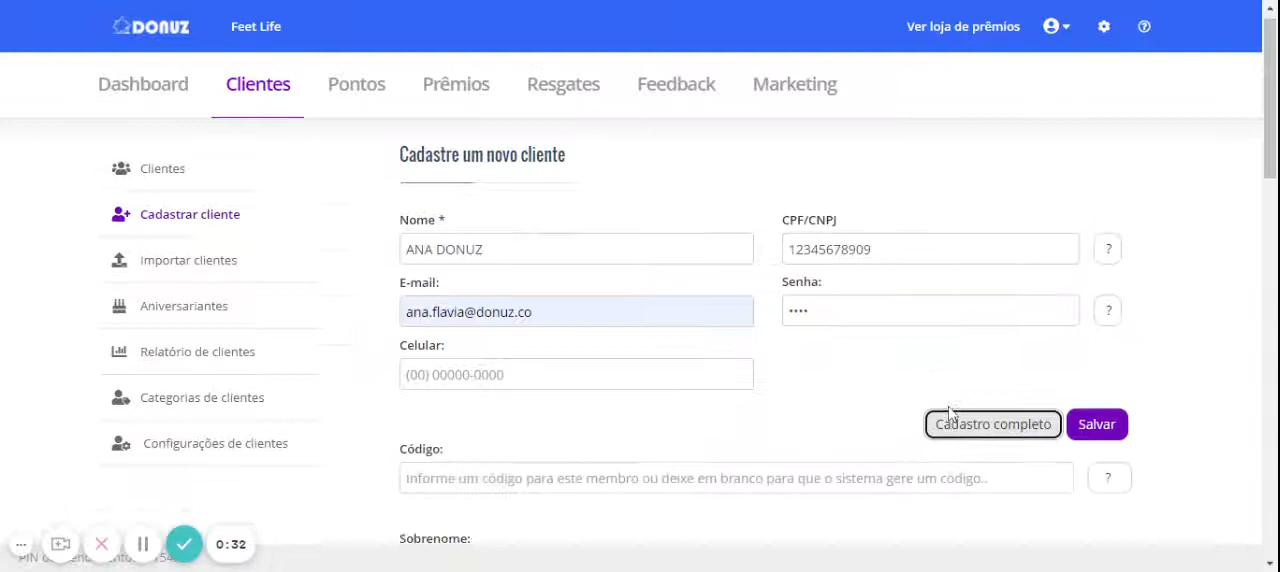 DONUZ
Feet Life
Ver loja de prêmios
Dashboard
Clientes
Pontos
Prêmios
Resgates
Feedback
Marketing
Clientes
Cadastrar cliente
Importar clientes
Aniversariantes
Relatório de clientes
Categorias de clientes
Configurações de clientes
Cadastre um novo cliente
Nome *
CPF/CNPJ
ANA DONUZ
12345678909
?
E-mail:
Senha:
ana.flavia@donuz.co
••••
?
Celular:
(00) 00000-0000
Cadastro completo
Salvar
Código:
Informe um código para este membro ou deixe em branco para que o sistema gere um código..
?
Sobrenome:
0:32
PIN